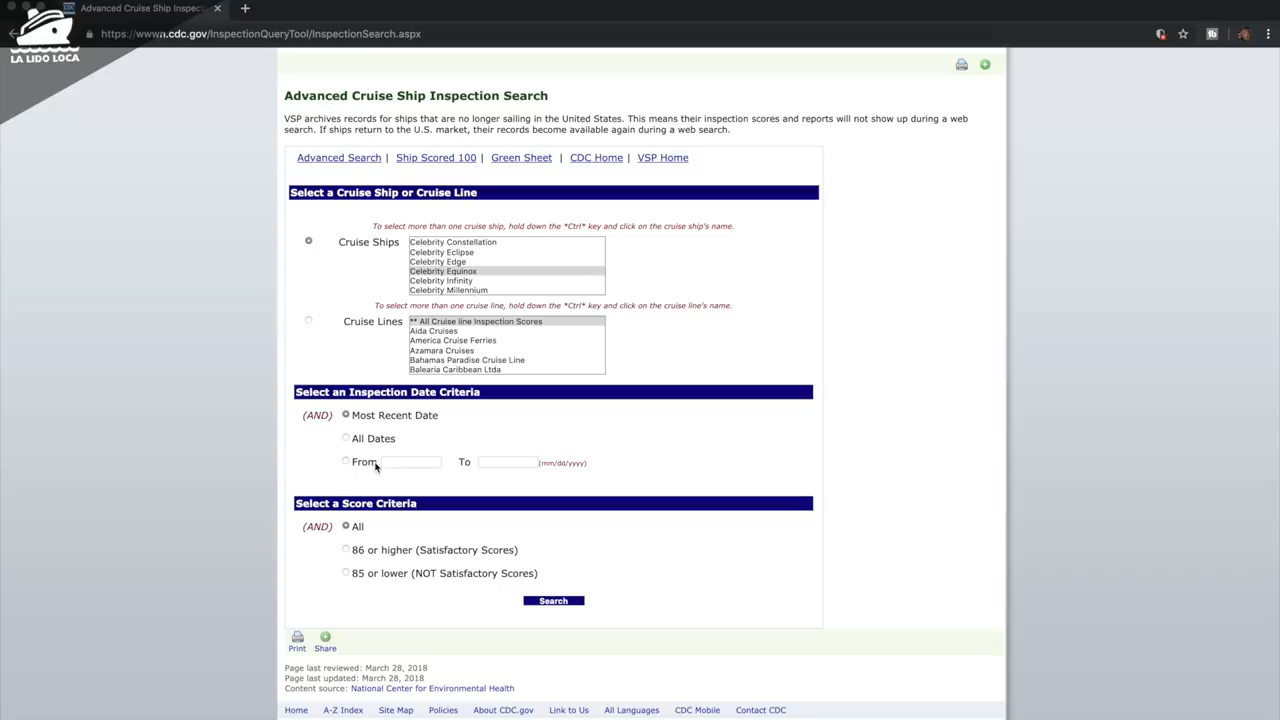 Advanced Cruise Ship Inspect
https://wwwn.cdc.gov/InspectionQueryTool/InspectionSearch.aspx
LA LIDO LOCA
Advanced Cruise Ship Inspection Search
VSP archives records for ships that are no longer sailing in the United States. This means their inspection scores and reports will not show up during a web
search. If ships return to the U.S. market, their records become available again during a web search.
Advanced Search | Ship Scored 100 | Green Sheet | CDC Home | VSP Home
Select a Cruise Ship or Cruise Line
To select more than one cruise ship, hold down the *Ctrl* key and click on the cruise ship's name.
Cruise Ships
Celebrity Constellation
Celebrity Eclipse
Celebrity Edge
Celebrity Equinox
Celebrity Infinity
Celebrity Millennium
To select more than one cruise line, hold down the *Ctrl* key and click on the cruise line's name.
Cruise Lines
** All Cruise line Inspection Scores
Aida Cruises
America Cruise Ferries
Azamara Cruises
Bahamas Paradise Cruise Line
Balearia Caribbean Ltda
Select an Inspection Date Criteria
(AND) Most Recent Date
All Dates
From To (mm/dd/yyyy)
Select a Score Criteria
(AND) All
86 or higher (Satisfactory Scores)
85 or lower (NOT Satisfactory Scores)
Search
Print Share
Page last reviewed: March 28, 2018
Page last updated: March 28, 2018
Content source: National Center for Environmental Health
Home A-Z Index Site Map Policies About CDC.gov Link to Us All Languages CDC Mobile Contact CDC